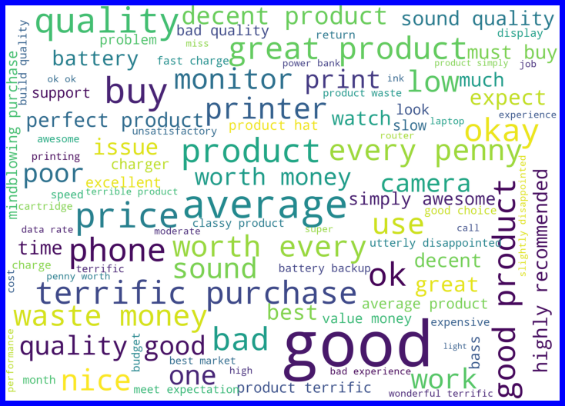 quality
decent product
sound quality
build quality
problem
bad quality
miss
return
display
great product
must buy
battery
fast charge
power bank
product simply
job
ok ok
support
buy
monitor
print
ink
low
much
product waste
expect
printer
perfect product
unsatisfactory
product hat
watch
look
slow
laptop
experience
okay
mindblowing purchase
awesome
printing
issue
charger
product
router
every penny
poor
excellent
worth money
camera
speed
terrible product
cartridge
price
average
simply awesome
good choice
slightly disappointed
classy product
super
data rate
moderate
call
use
time
phone
worth every
utterly disappointed
charge
terrific
sound
battery backup
ok
decent
great
good product
highly recommended
cost
penny worth
terrific purchase
average product
waste money
best
value money
expensive
bad
good
light
bass
quality good
budget
best market
performance
month
nice
one
high
bad experience
work
meet expectation
product terrific
wonderful terrific